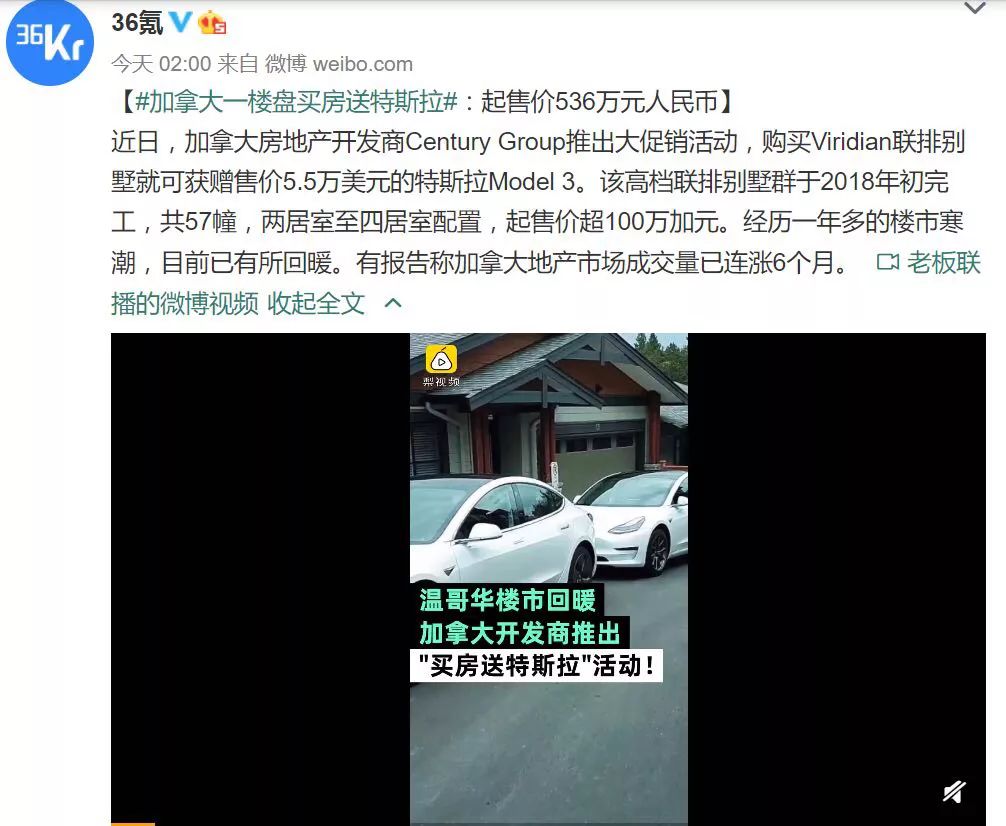 36Kr
36氪
今天 02:00 来自 微博 weibo.com
【#加拿大一楼盘买房送特斯拉#：起售价536万元人民币】
近日，加拿大房地产开发商Century Group推出大促销活动，购买Viridian联排别
墅就可获赠售价5.5万美元的特斯拉Model 3。该高档联排别墅群于2018年初完
工，共57幢，两居室至四居室配置，起售价超100万加元。经历一年多的楼市寒
潮，目前已有所回暖。有报告称加拿大地产市场成交量已连涨6个月。 老板联
播的微博视频 收起全文
梨视频
温哥华楼市回暖
加拿大开发商推出
"买房送特斯拉"活动！